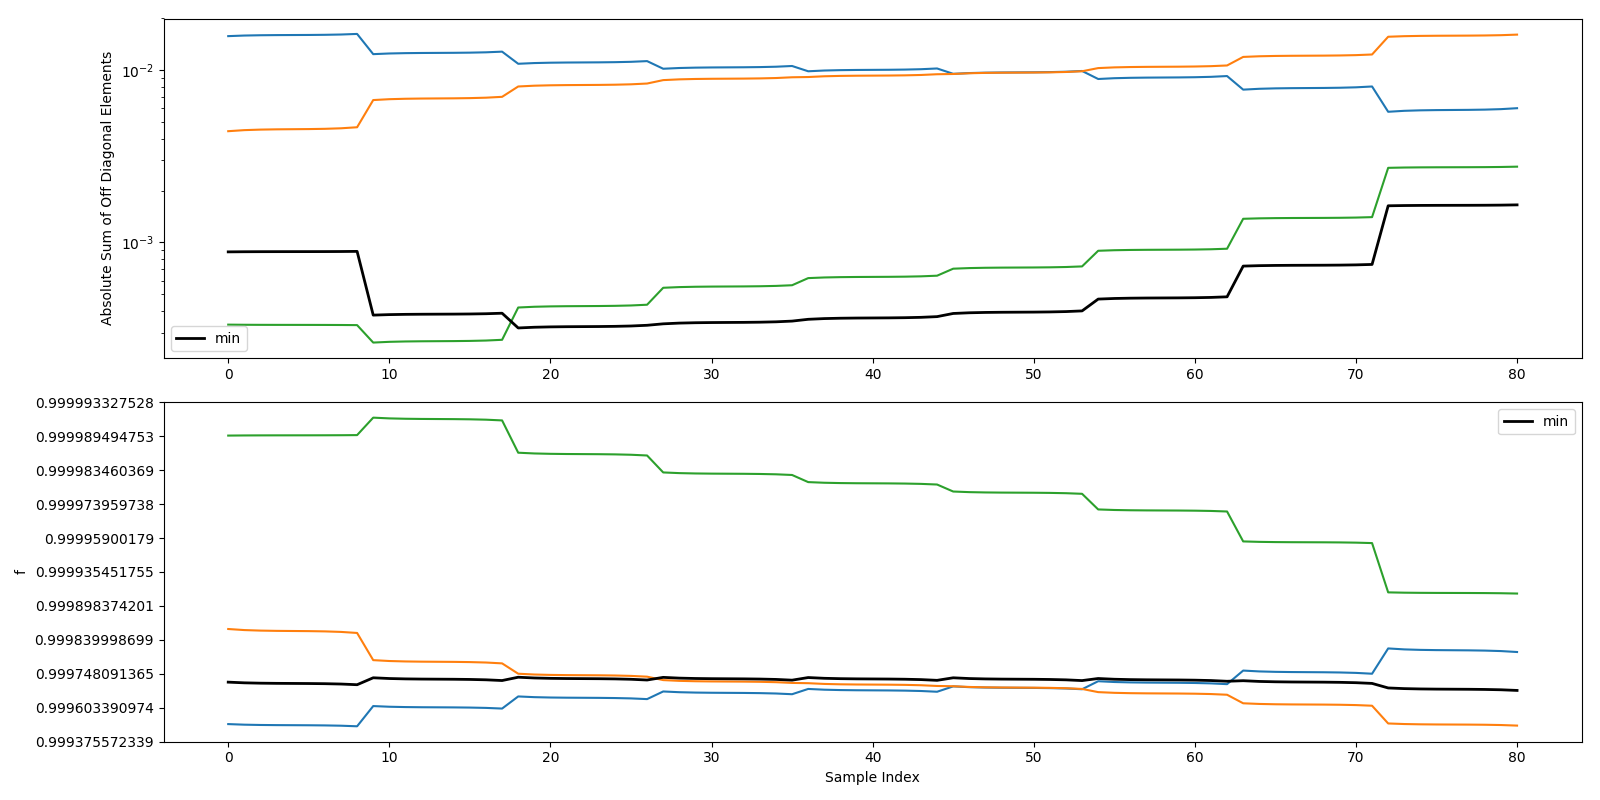 Absolute Sum of Off Diagonal Elements
10⁻²
10⁻³
min
0 10 20 30 40 50 60 70 80
f
0.999993327528
0.999989494753
0.999983460369
0.999973959738
0.99995900179
0.999935451755
0.999898374201
0.999839998699
0.999748091365
0.999603390974
0.999375572339
min
0 10 20 30 40 50 60 70 80
Sample Index